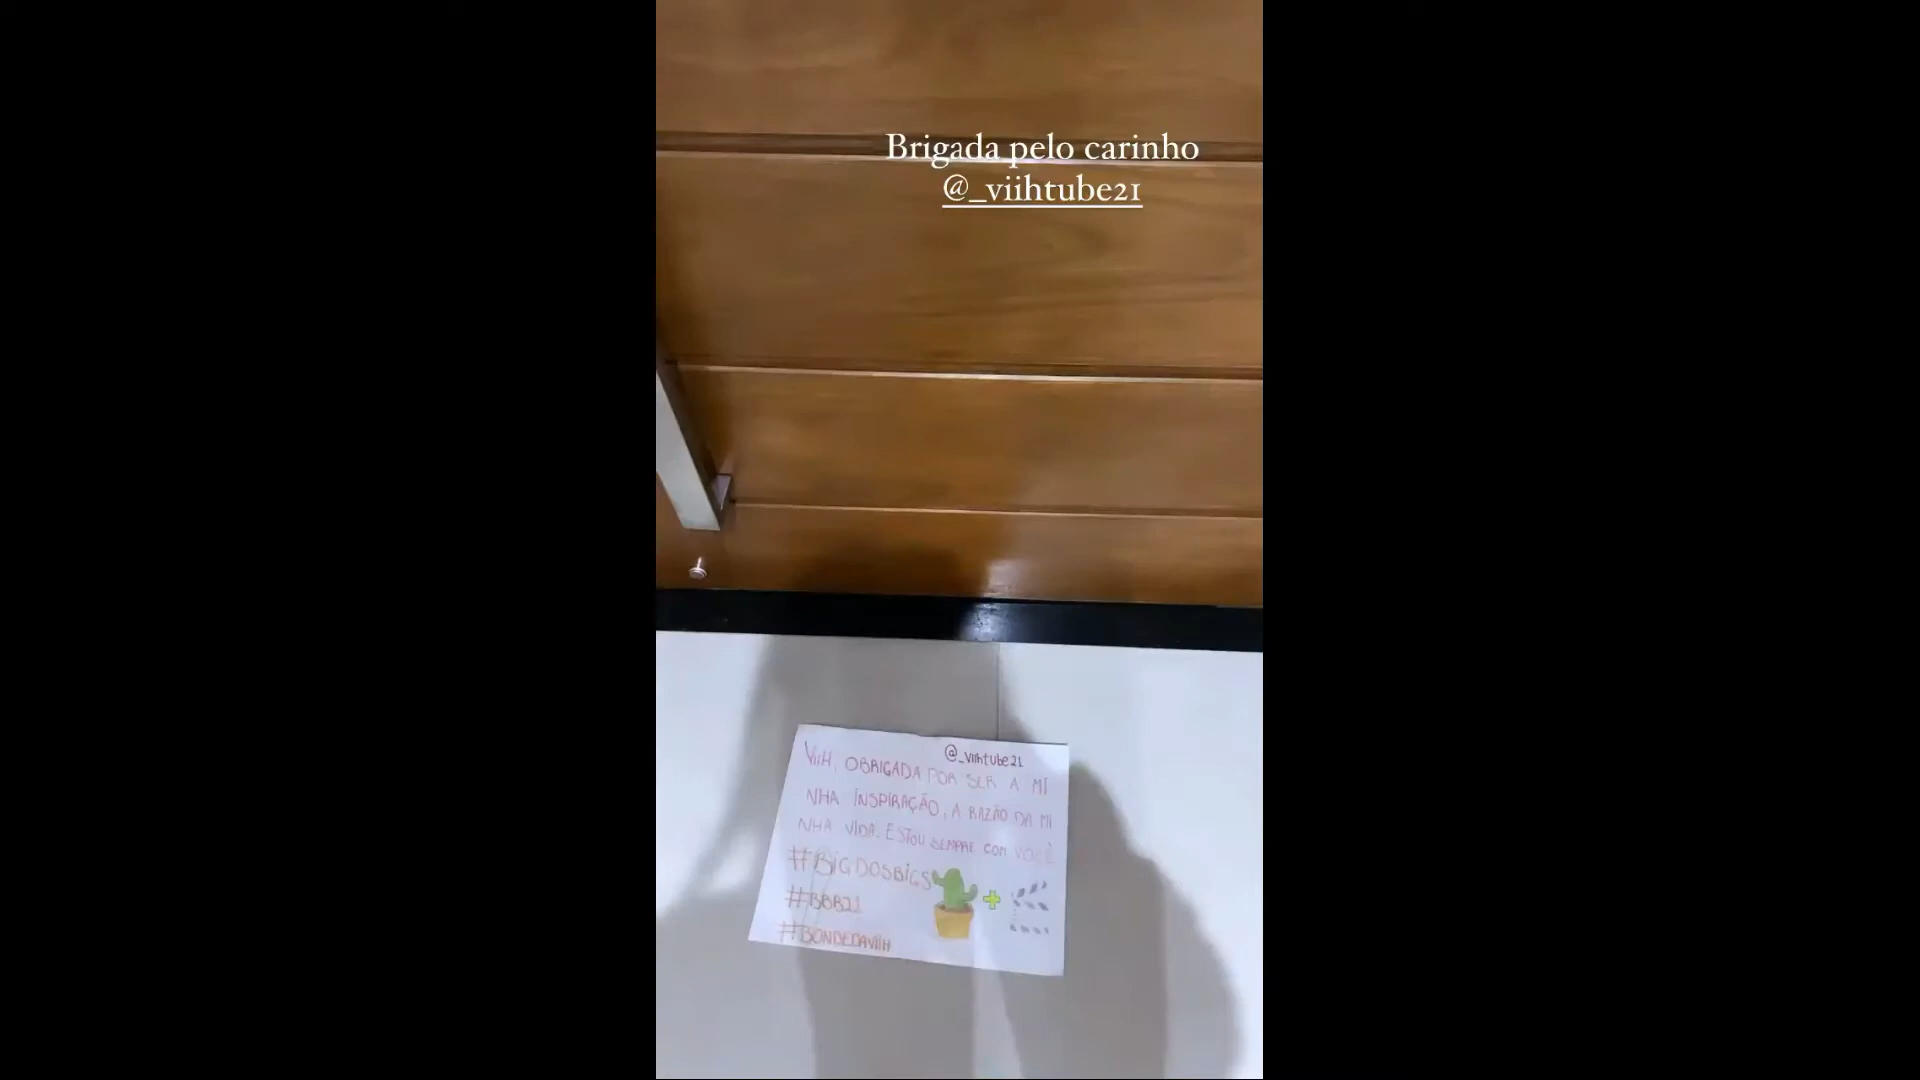 Brigada pelo carinho
@_viihtube21
@_viihtube21
VIIH, OBRIGADA POR SER A MI
NHA INSPIRAÇÃO, A RAZÃO DA MI
NHA VIDA. ESTOU SEMPRE COM VOCÊ
#BIGDOSBIGS
#BBB21
#BONDEDAVIIH